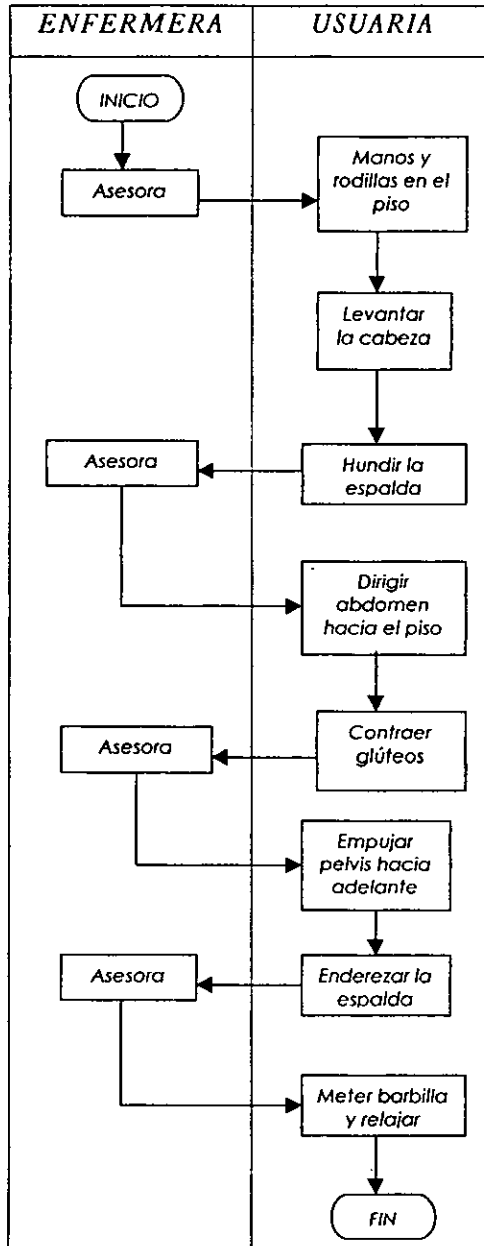 ENFERMERA
USUARIA
INICIO
Asesora
Manos y
rodillas en el
piso
Levantar
la cabeza
Hundir la
espalda
Asesora
Dirigir
abdomen
hacia el piso
Contraer
glúteos
Asesora
Empujar
pelvis hacia
adelante
Enderezar la
espalda
Asesora
Meter barbilla
y relajar
FIN